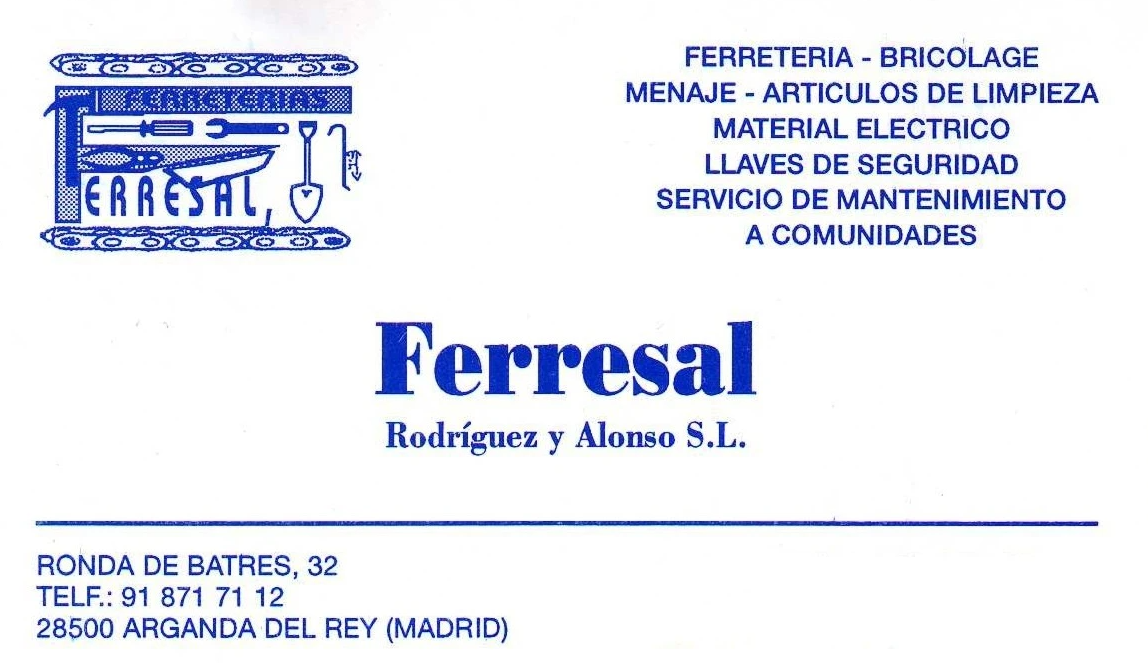 FERRETERIAS
FERRESAL,
FERRETERIA - BRICOLAGE
MENAJE - ARTICULOS DE LIMPIEZA
MATERIAL ELECTRICO
LLAVES DE SEGURIDAD
SERVICIO DE MANTENIMIENTO
A COMUNIDADES
Ferresal
Rodríguez y Alonso S.L.
RONDA DE BATRES, 32
TELF.: 91 871 71 12
28500 ARGANDA DEL REY (MADRID)